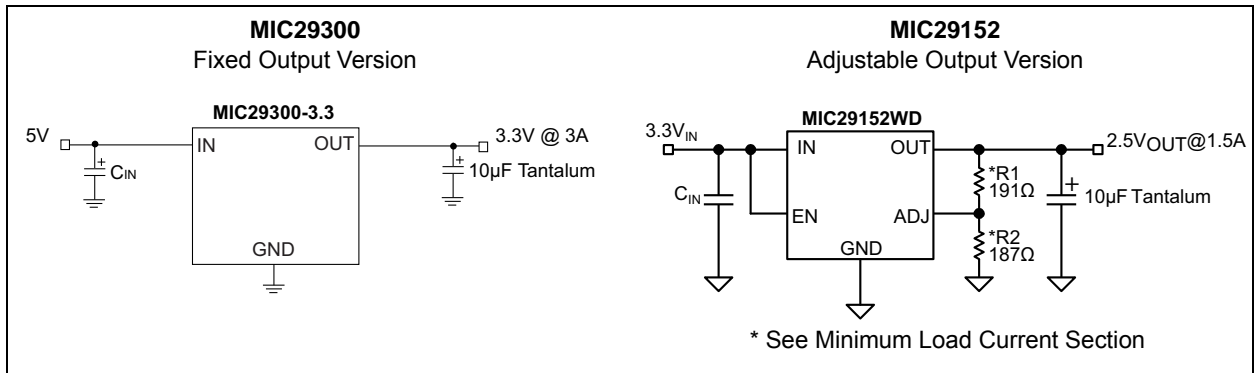 MIC29300
Fixed Output Version
MIC29300-3.3
5V
IN
OUT
3.3V @ 3A
+
CIN
+
10µF Tantalum
GND
MIC29152
Adjustable Output Version
MIC29152WD
3.3VIN
IN
OUT
2.5VOUT@1.5A
*R1
191Ω
+
10µF Tantalum
CIN
EN
ADJ
*R2
187Ω
GND
* See Minimum Load Current Section